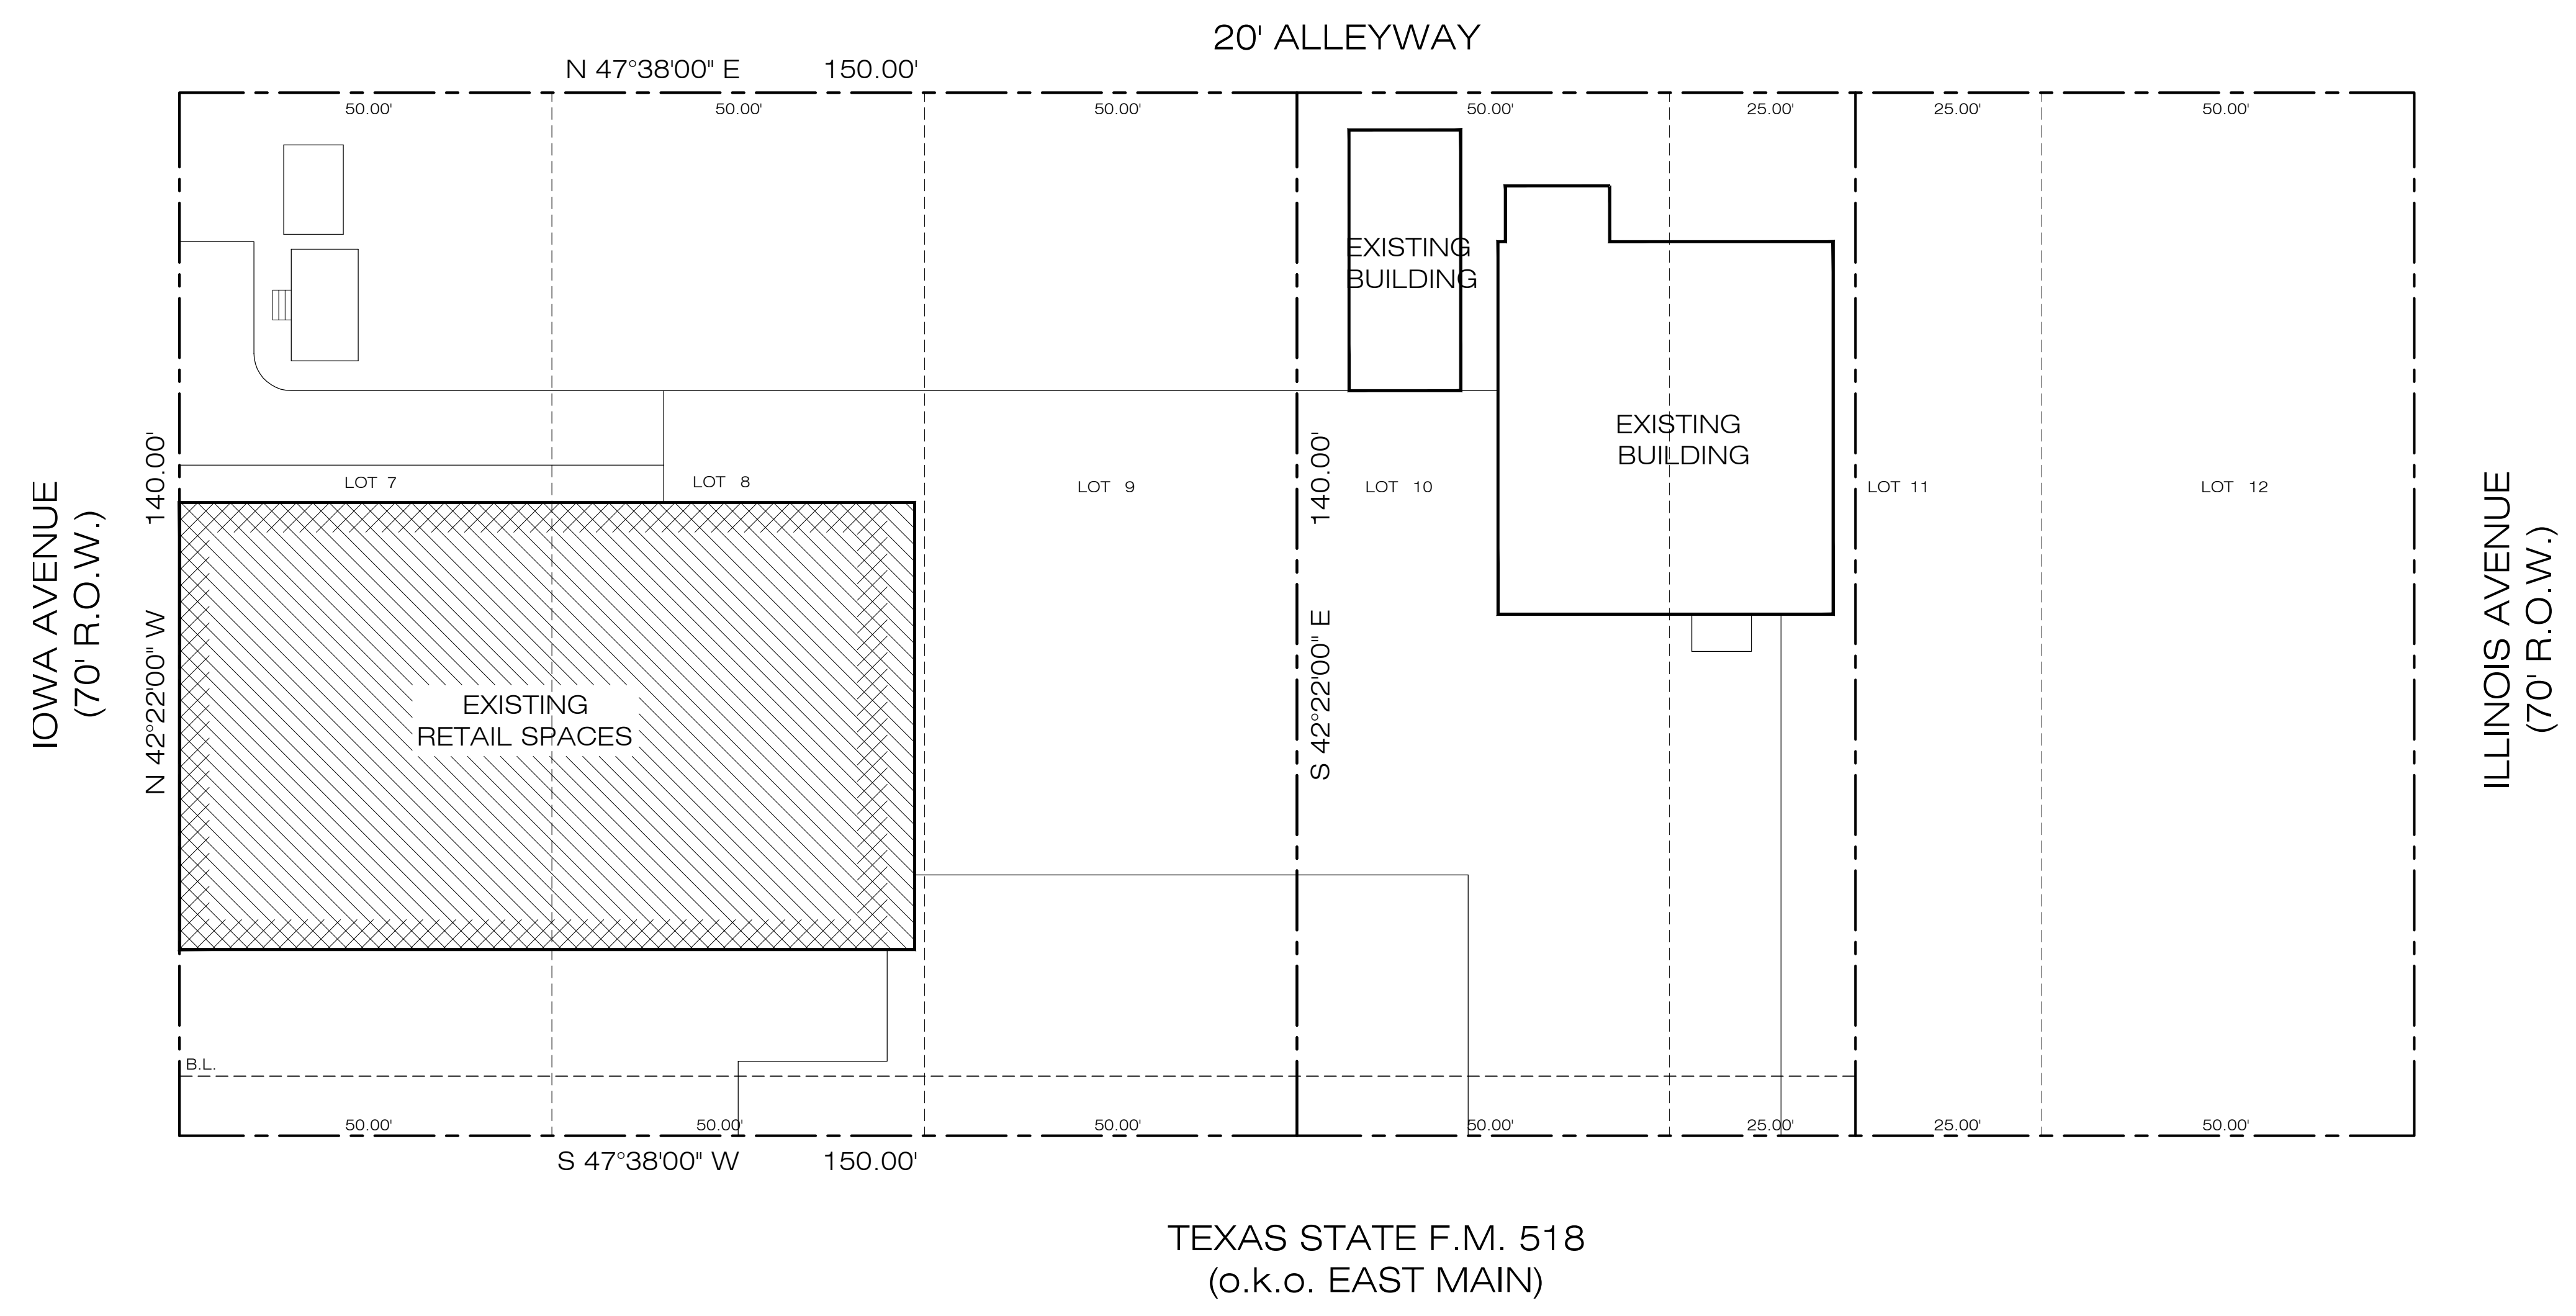 20' ALLEYWAY
N 47°38'00" E 150.00'
50.00' 50.00' 50.00' 50.00' 25.00' 25.00' 50.00'
EXISTING
BUILDING
EXISTING
BUILDING
LOT 7
LOT 8
LOT 9
LOT 10
LOT 11
LOT 12
IOWA AVENUE
(70' R.O.W.)
N 42°22'00" W 140.00'
S 42°22'00" E 140.00'
ILLINOIS AVENUE
(70' R.O.W.)
EXISTING
RETAIL SPACES
B.L.
50.00' 50.00' 50.00' 50.00' 25.00' 25.00' 50.00'
S 47°38'00" W 150.00'
TEXAS STATE F.M. 518
(o.k.o. EAST MAIN)